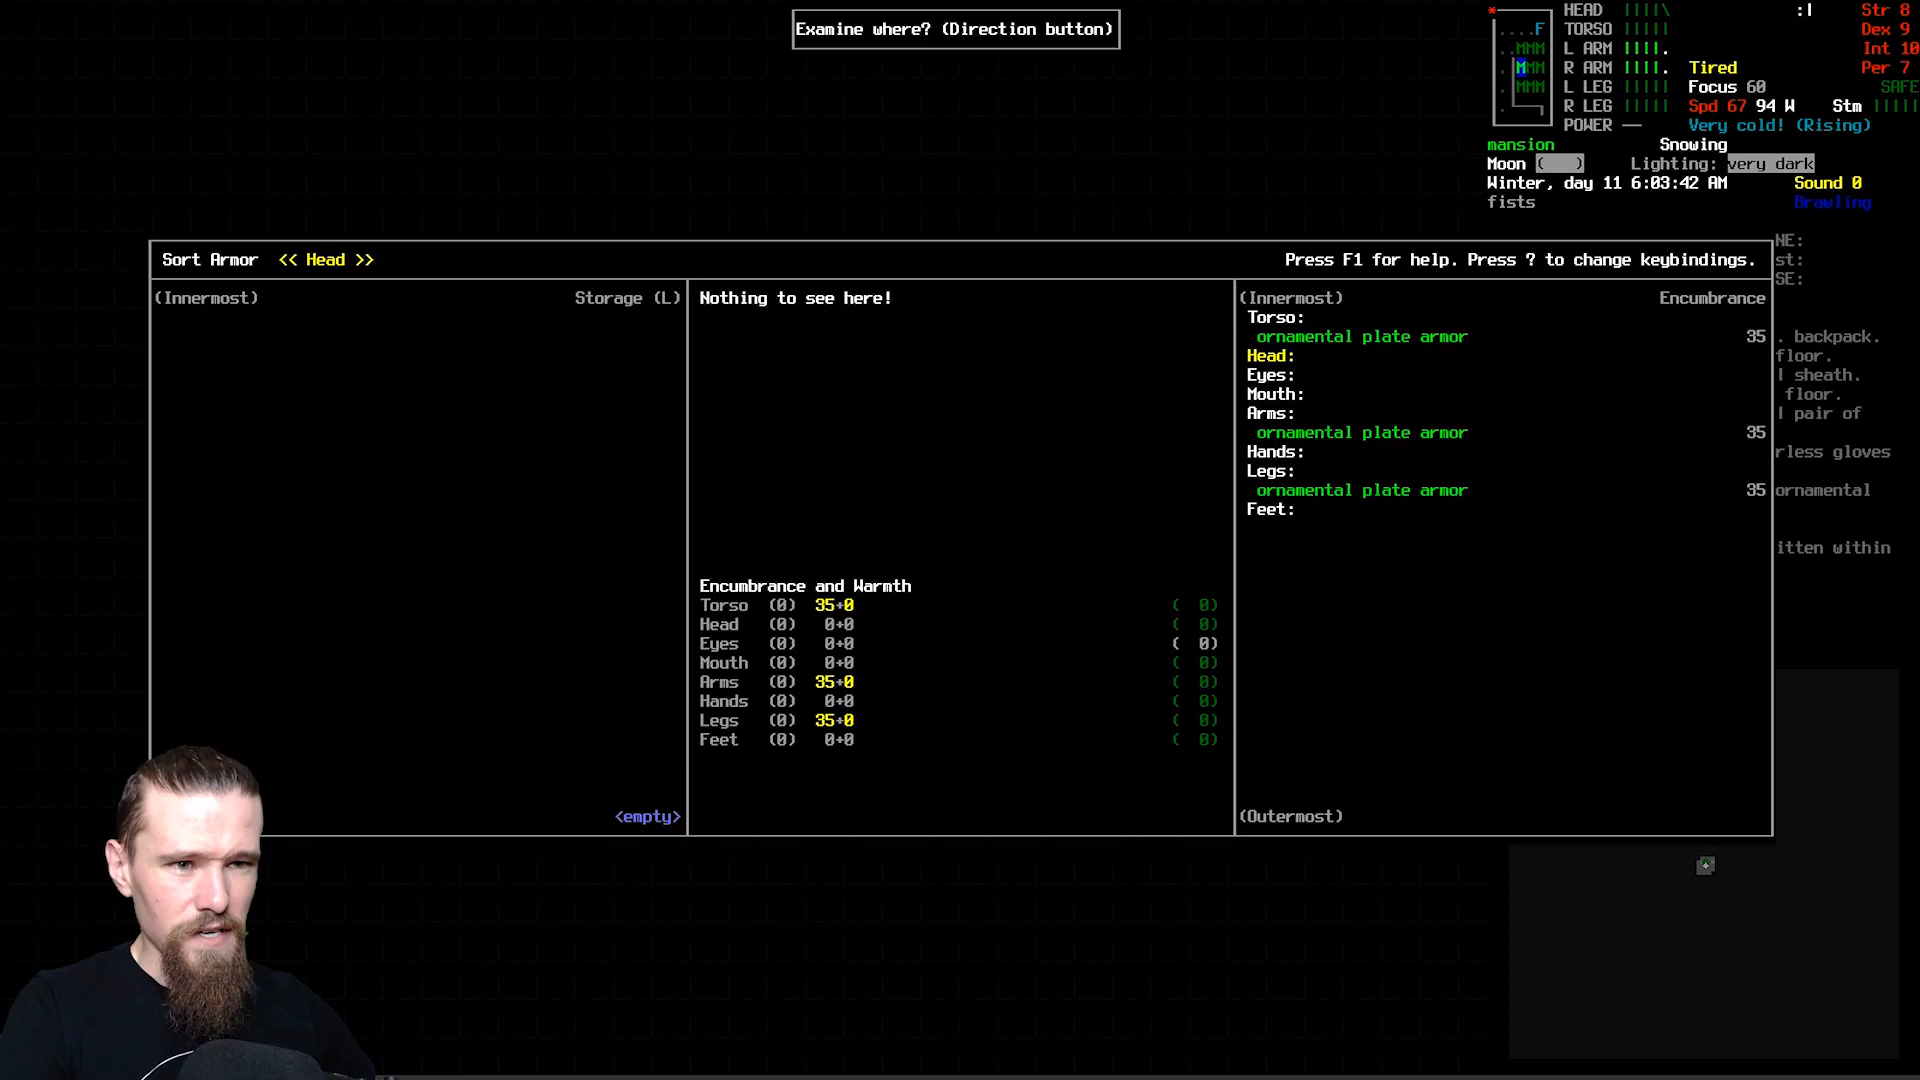 Examine where? (Direction button)
* HEAD ||||\ :| Str 8
....F TORSO ||||| Dex 9
..MMM L ARM ||||. Int 10
. MMM R ARM ||||. Tired Per 7
. MMM L LEG ||||| Focus 60 SAFE
. R LEG ||||| Spd 67 94 W Stm |||||
POWER — Very cold! (Rising)
mansion Snowing
Moon ( ) Lighting: very dark
Winter, day 11 6:03:42 AM Sound 0
fists Brawling
NE:
Sort Armor << Head >> Press F1 for help. Press ? to change keybindings. st:
SE:
(Innermost) Storage (L) Nothing to see here! (Innermost) Encumbrance
Torso:
ornamental plate armor 35 . backpack.
Head: floor.
Eyes: l sheath.
Mouth: floor.
Arms: l pair of
ornamental plate armor 35
Hands: rless gloves
Legs:
ornamental plate armor 35 ornamental
Feet:
itten within
Encumbrance and Warmth
Torso (0) 35+0 ( 0)
Head (0) 0+0 ( 0)
Eyes (0) 0+0 ( 0)
Mouth (0) 0+0 ( 0)
Arms (0) 35+0 ( 0)
Hands (0) 0+0 ( 0)
Legs (0) 35+0 ( 0)
Feet (0) 0+0 ( 0)
<empty> (Outermost)